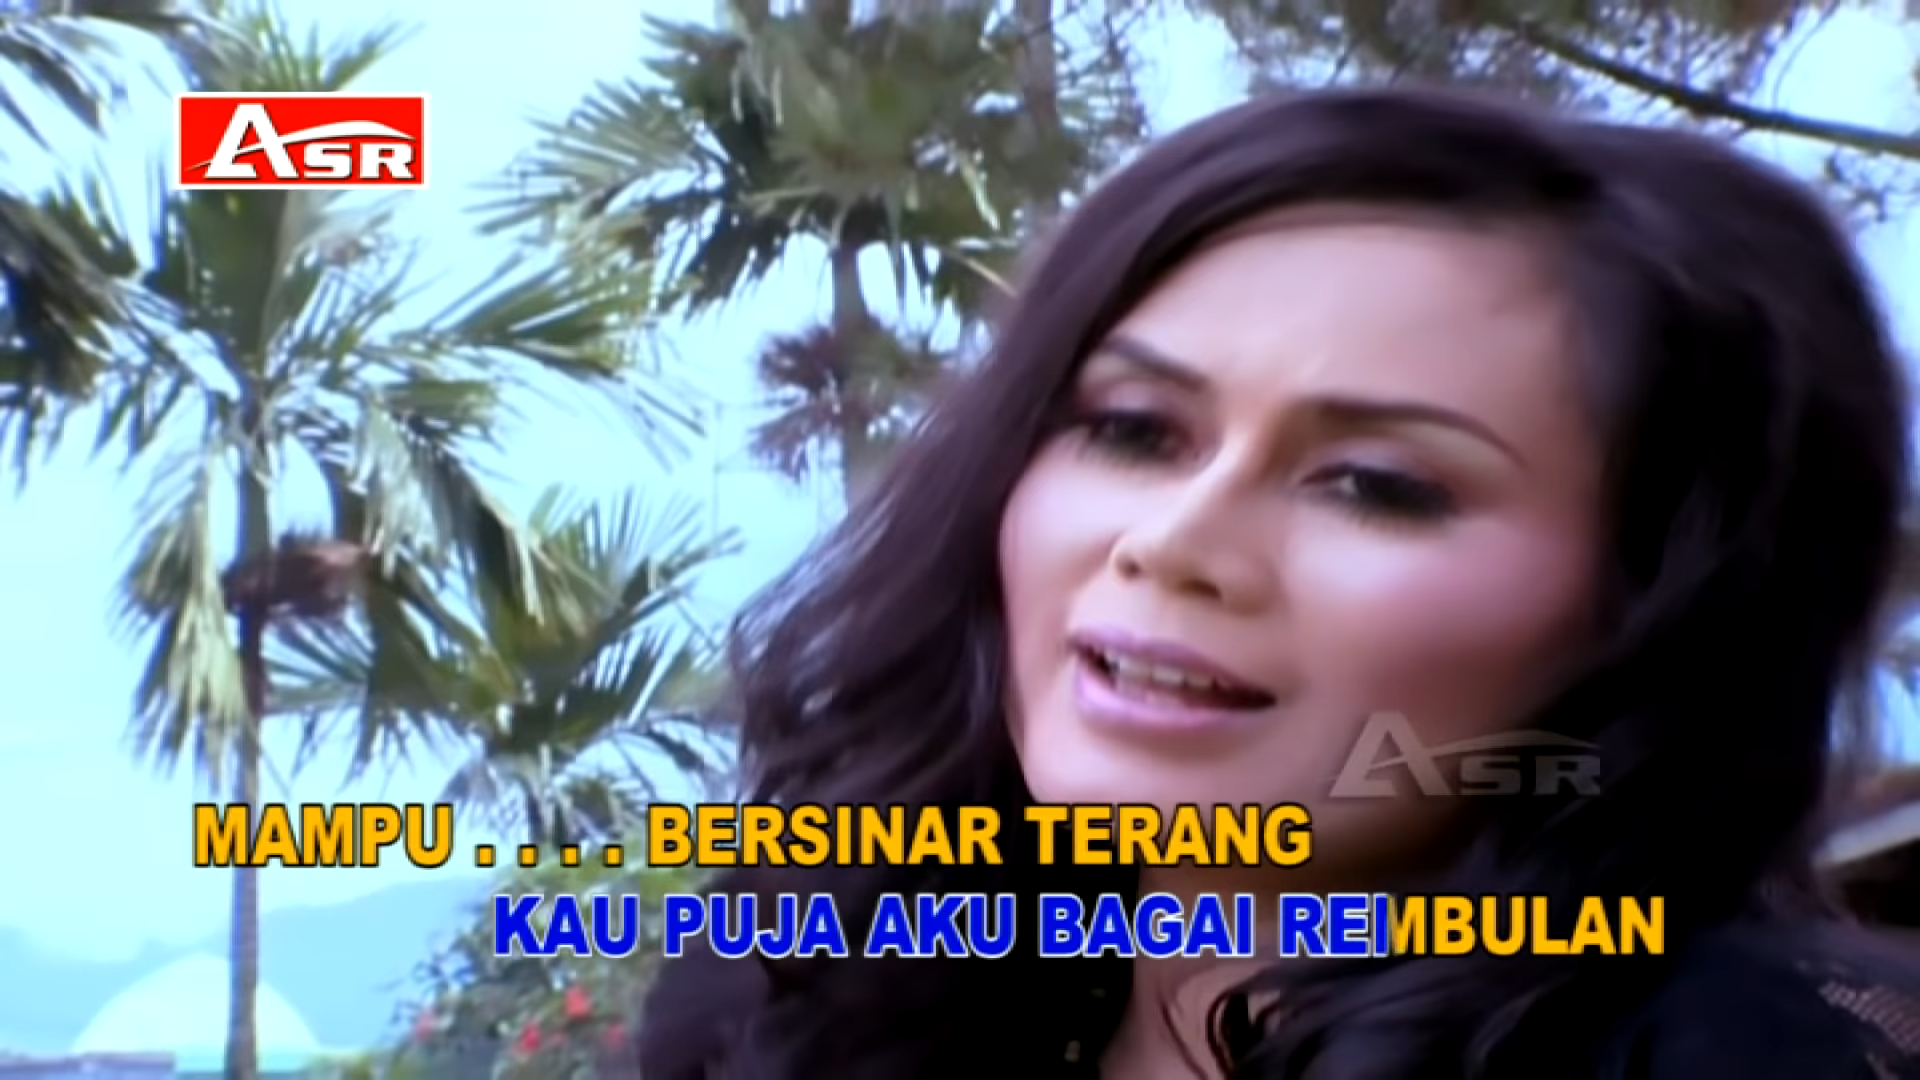 ASR
ASR
MAMPU . . . . BERSINAR TERANG
KAU PUJA AKU BAGAI REMBULAN